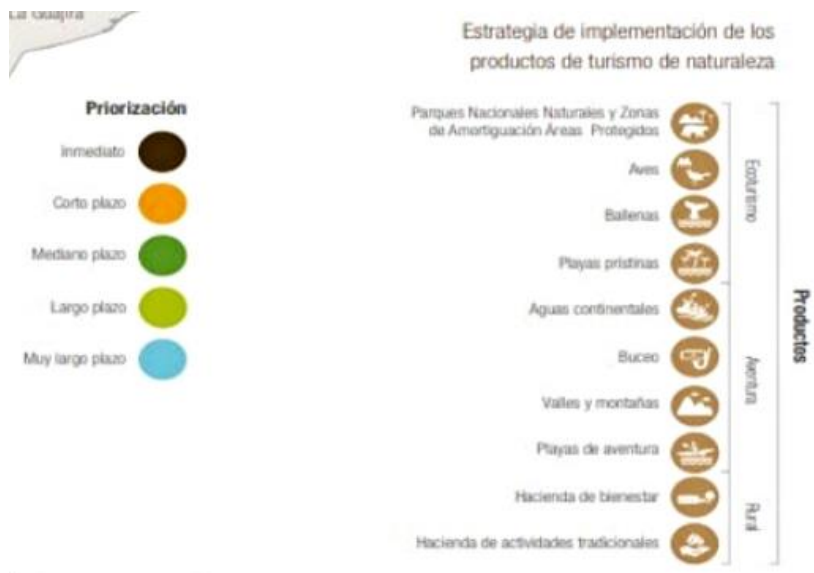 La Guajira
Estrategia de implementación de los
productos de turismo de naturaleza
Priorización
Inmediato
Corto plazo
Mediano plazo
Largo plazo
Muy largo plazo
Parques Nacionales Naturales y Zonas
de Amortiguación Áreas Protegidos
Aves
Ballenas
Playas prístinas
Aguas continentales
Buceo
Valles y montañas
Playas de aventura
Hacienda de bienestar
Hacienda de actividades tradicionales
Ecoturismo
Aventura
Rural
Productos